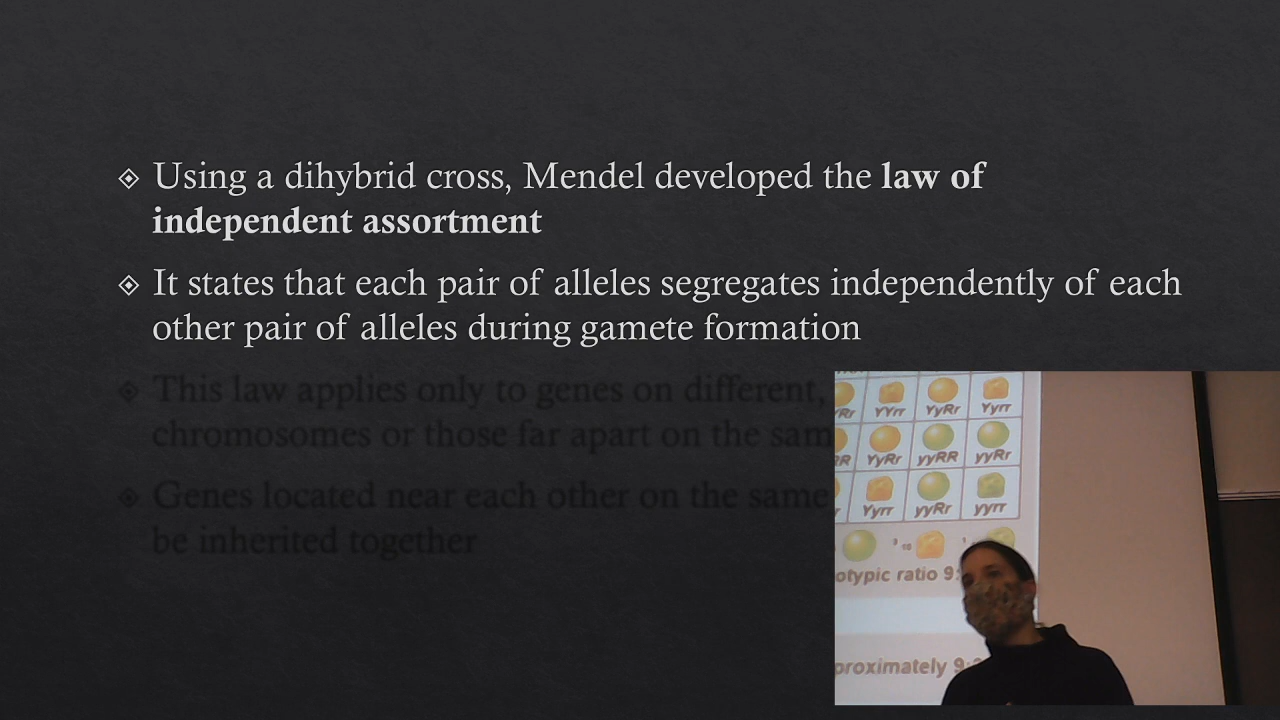 Using a dihybrid cross, Mendel developed the law of
independent assortment
It states that each pair of alleles segregates independently of each
other pair of alleles during gamete formation
This law applies only to genes on different,
chromosomes or those far apart on the sam
Genes located near each other on the same
be inherited together
Rr YYrr YyRr Yyrr
RR YyRr yyRR yyRr
Yyrr yyRr yyrr
otypic ratio 9:
proximately 9: